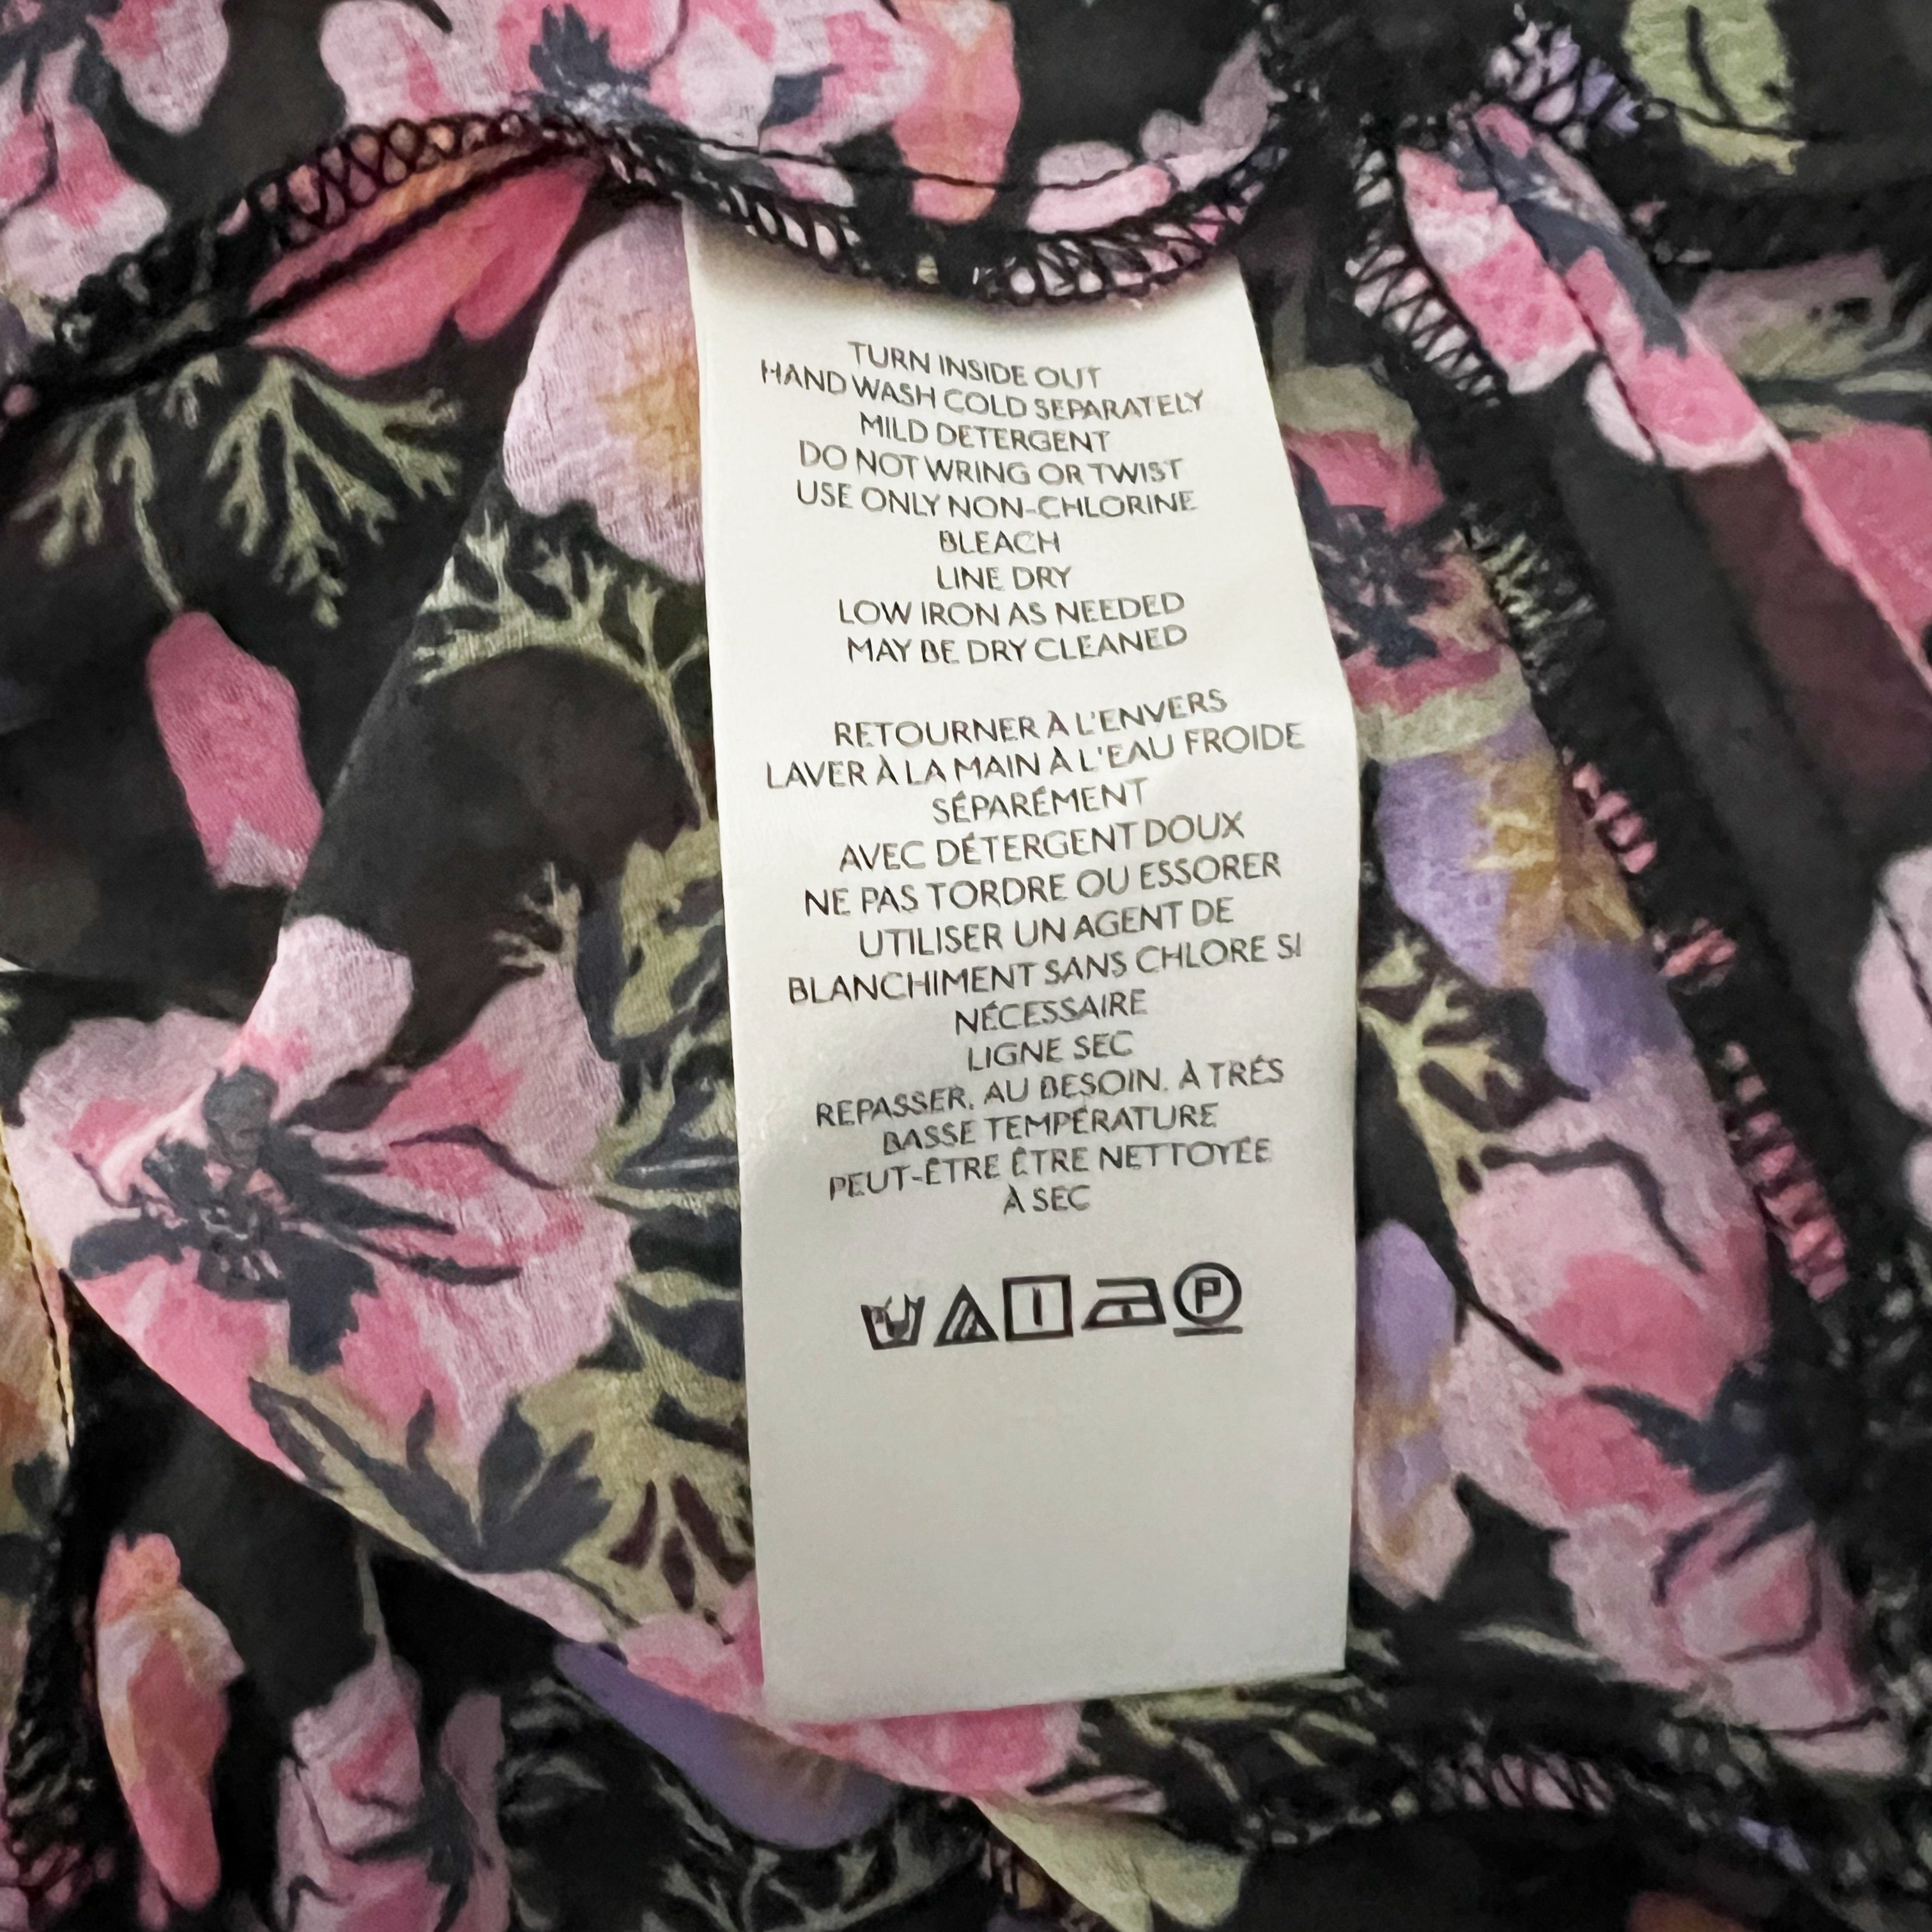 TURN INSIDE OUT
HAND WASH COLD SEPARATELY
MILD DETERGENT
DO NOT WRING OR TWIST
USE ONLY NON-CHLORINE
BLEACH
LINE DRY
LOW IRON AS NEEDED
MAY BE DRY CLEANED
RETOURNER À L'ENVERS
LAVER À LA MAIN À L'EAU FROIDE
SÉPARÉMENT
AVEC DÉTERGENT DOUX
NE PAS TORDRE OU ESSORER
UTILISER UN AGENT DE
BLANCHIMENT SANS CHLORE SI
NÉCESSAIRE
LIGNE SEC
REPASSER, AU BESOIN, À TRÉS
BASSE TEMPÉRATURE
PEUT-ÊTRE ÊTRE NETTOYÉE
À SEC
P